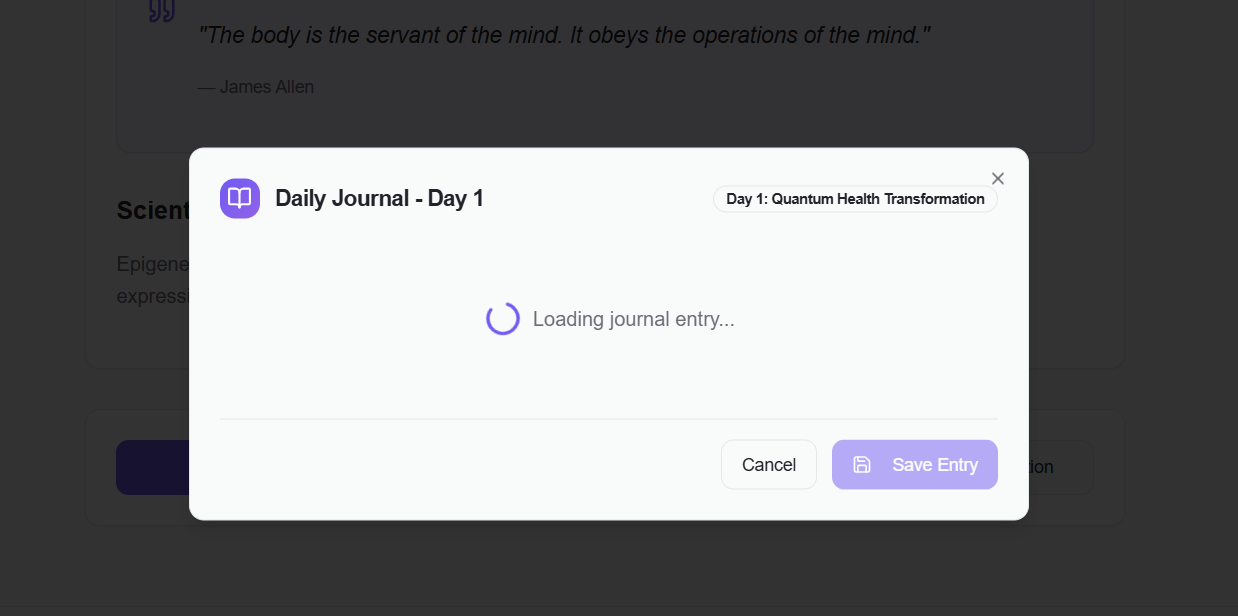 "The body is the servant of the mind. It obeys the operations of the mind."
— James Allen
Daily Journal - Day 1
Day 1: Quantum Health Transformation
Loading journal entry...
Cancel
Save Entry